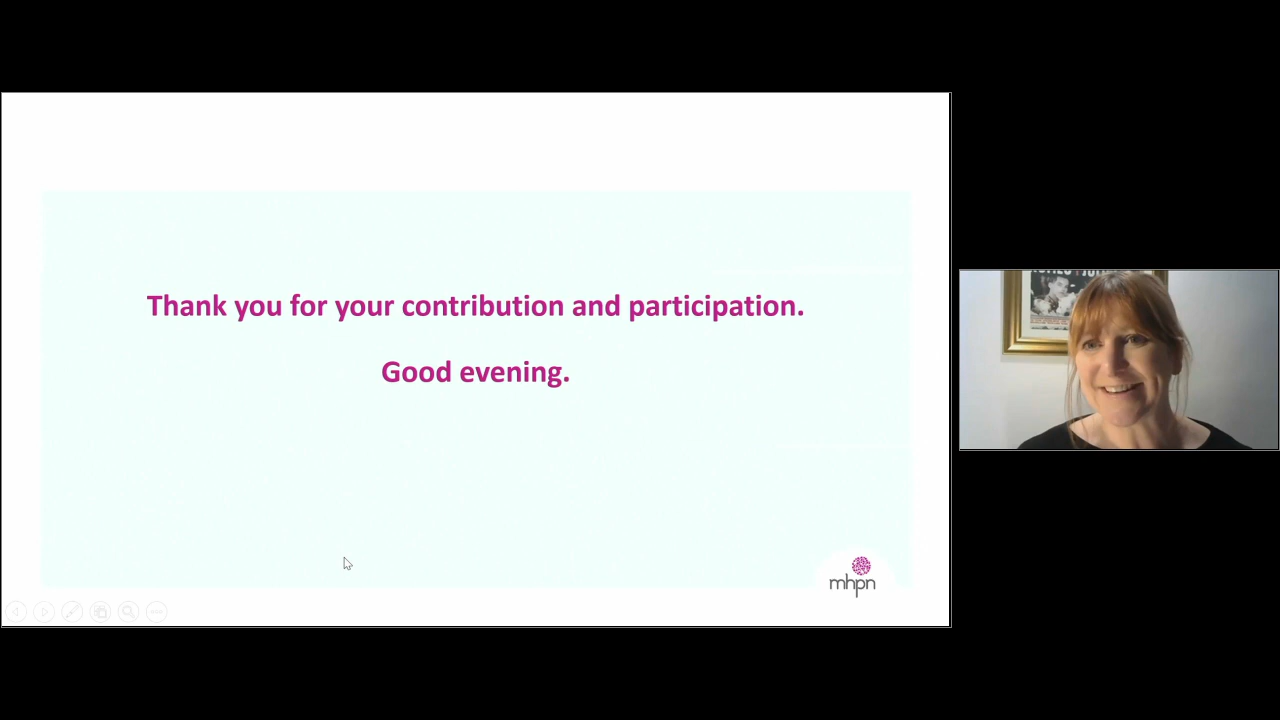 Thank you for your contribution and participation.
Good evening.
mhpn